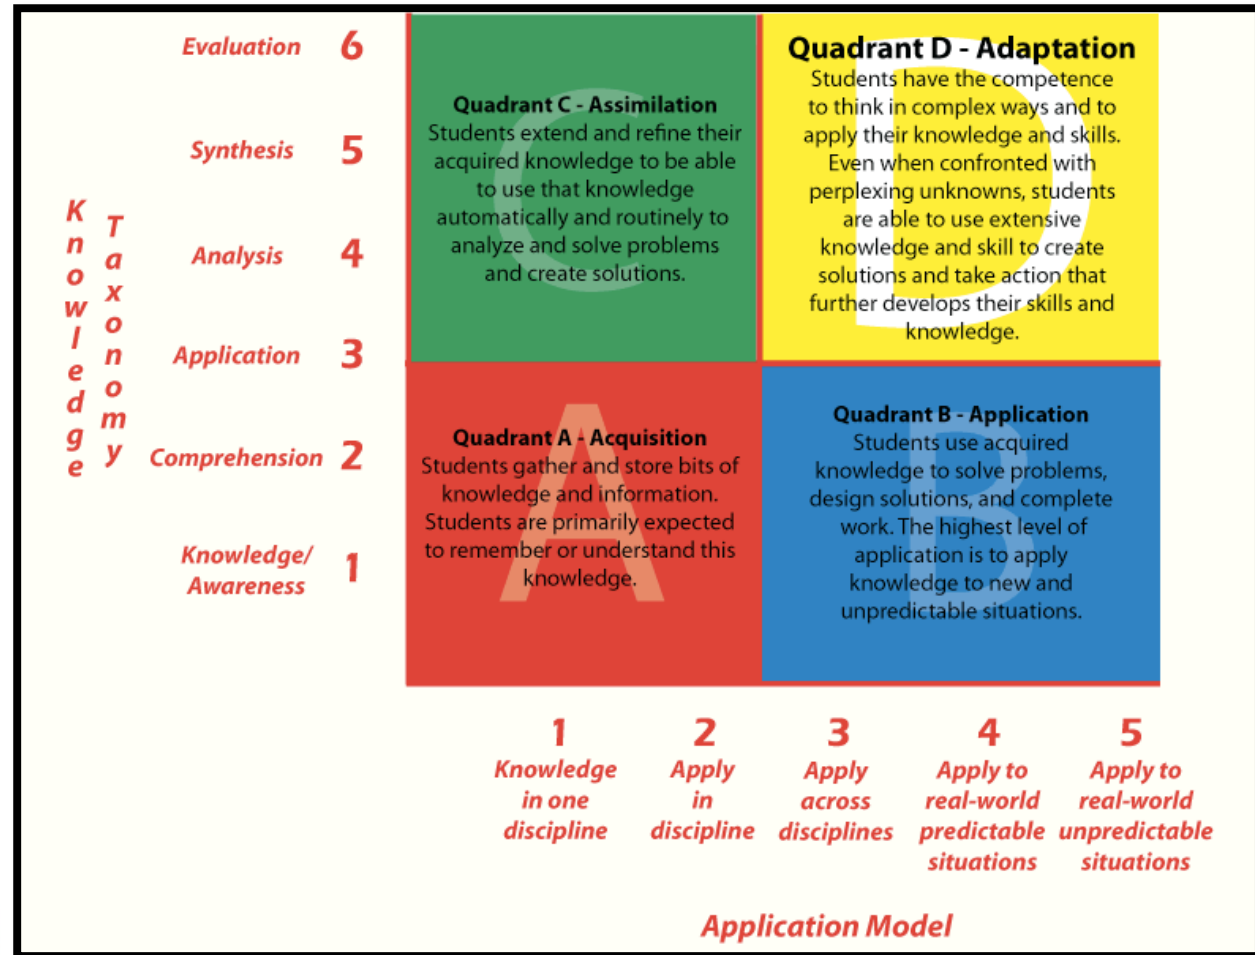 Evaluation 6
Synthesis 5
Analysis 4
Application 3
Comprehension 2
Knowledge/
Awareness 1
Knowledge
Taxonomy
C
Quadrant C - Assimilation
Students extend and refine their
acquired knowledge to be able
to use that knowledge
automatically and routinely to
analyze and solve problems
and create solutions.
D
Quadrant D - Adaptation
Students have the competence
to think in complex ways and to
apply their knowledge and skills.
Even when confronted with
perplexing unknowns, students
are able to use extensive
knowledge and skill to create
solutions and take action that
further develops their skills and
knowledge.
A
Quadrant A - Acquisition
Students gather and store bits of
knowledge and information.
Students are primarily expected
to remember or understand this
knowledge.
B
Quadrant B - Application
Students use acquired
knowledge to solve problems,
design solutions, and complete
work. The highest level of
application is to apply
knowledge to new and
unpredictable situations.
1
Knowledge
in one
discipline
2
Apply
in
discipline
3
Apply
across
disciplines
4
Apply to
real-world
predictable
situations
5
Apply to
real-world
unpredictable
situations
Application Model